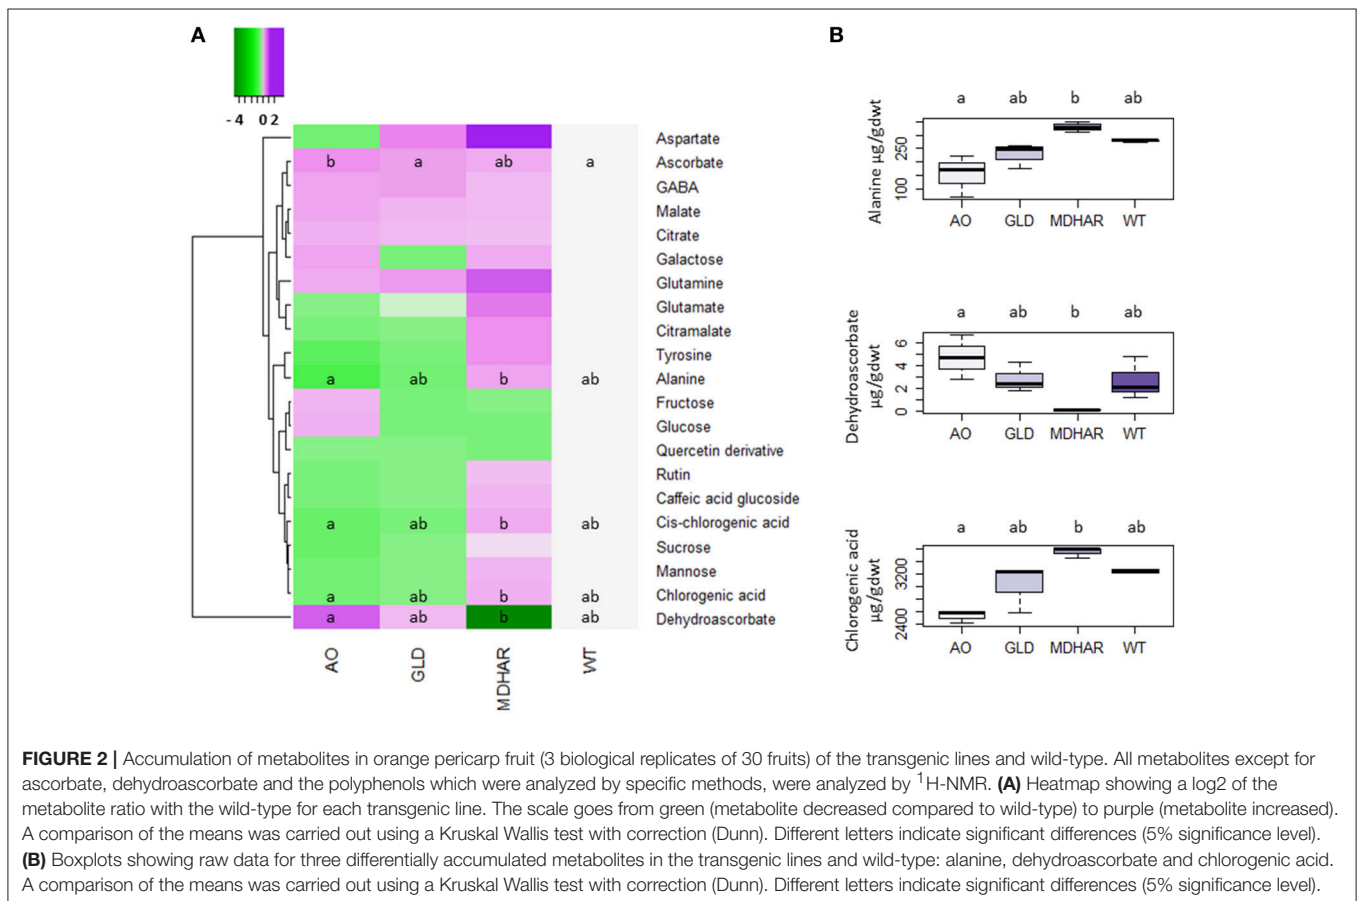 A
B
-4 0 2
Aspartate
b a ab a Ascorbate
GABA
Malate
Citrate
Galactose
Glutamine
Glutamate
Citramalate
Tyrosine
a ab b ab Alanine
Fructose
Glucose
Quercetin derivative
Rutin
Caffeic acid glucoside
a ab b ab Cis-chlorogenic acid
Sucrose
Mannose
a ab b ab Chlorogenic acid
a ab b ab Dehydroascorbate
AO GLD MDHAR WT
a ab b ab
Alanine µg/gdwt
250
100
AO GLD MDHAR WT
a ab b ab
Dehydroascorbate
µg/gdwt
6
4
2
0
AO GLD MDHAR WT
a ab b ab
Chlorogenic acid
µg/gdwt
3200
2400
AO GLD MDHAR WT
FIGURE 2 | Accumulation of metabolites in orange pericarp fruit (3 biological replicates of 30 fruits) of the transgenic lines and wild-type. All metabolites except for
ascorbate, dehydroascorbate and the polyphenols which were analyzed by specific methods, were analyzed by ¹H-NMR. (A) Heatmap showing a log2 of the
metabolite ratio with the wild-type for each transgenic line. The scale goes from green (metabolite decreased compared to wild-type) to purple (metabolite increased).
A comparison of the means was carried out using a Kruskal Wallis test with correction (Dunn). Different letters indicate significant differences (5% significance level).
(B) Boxplots showing raw data for three differentially accumulated metabolites in the transgenic lines and wild-type: alanine, dehydroascorbate and chlorogenic acid.
A comparison of the means was carried out using a Kruskal Wallis test with correction (Dunn). Different letters indicate significant differences (5% significance level).